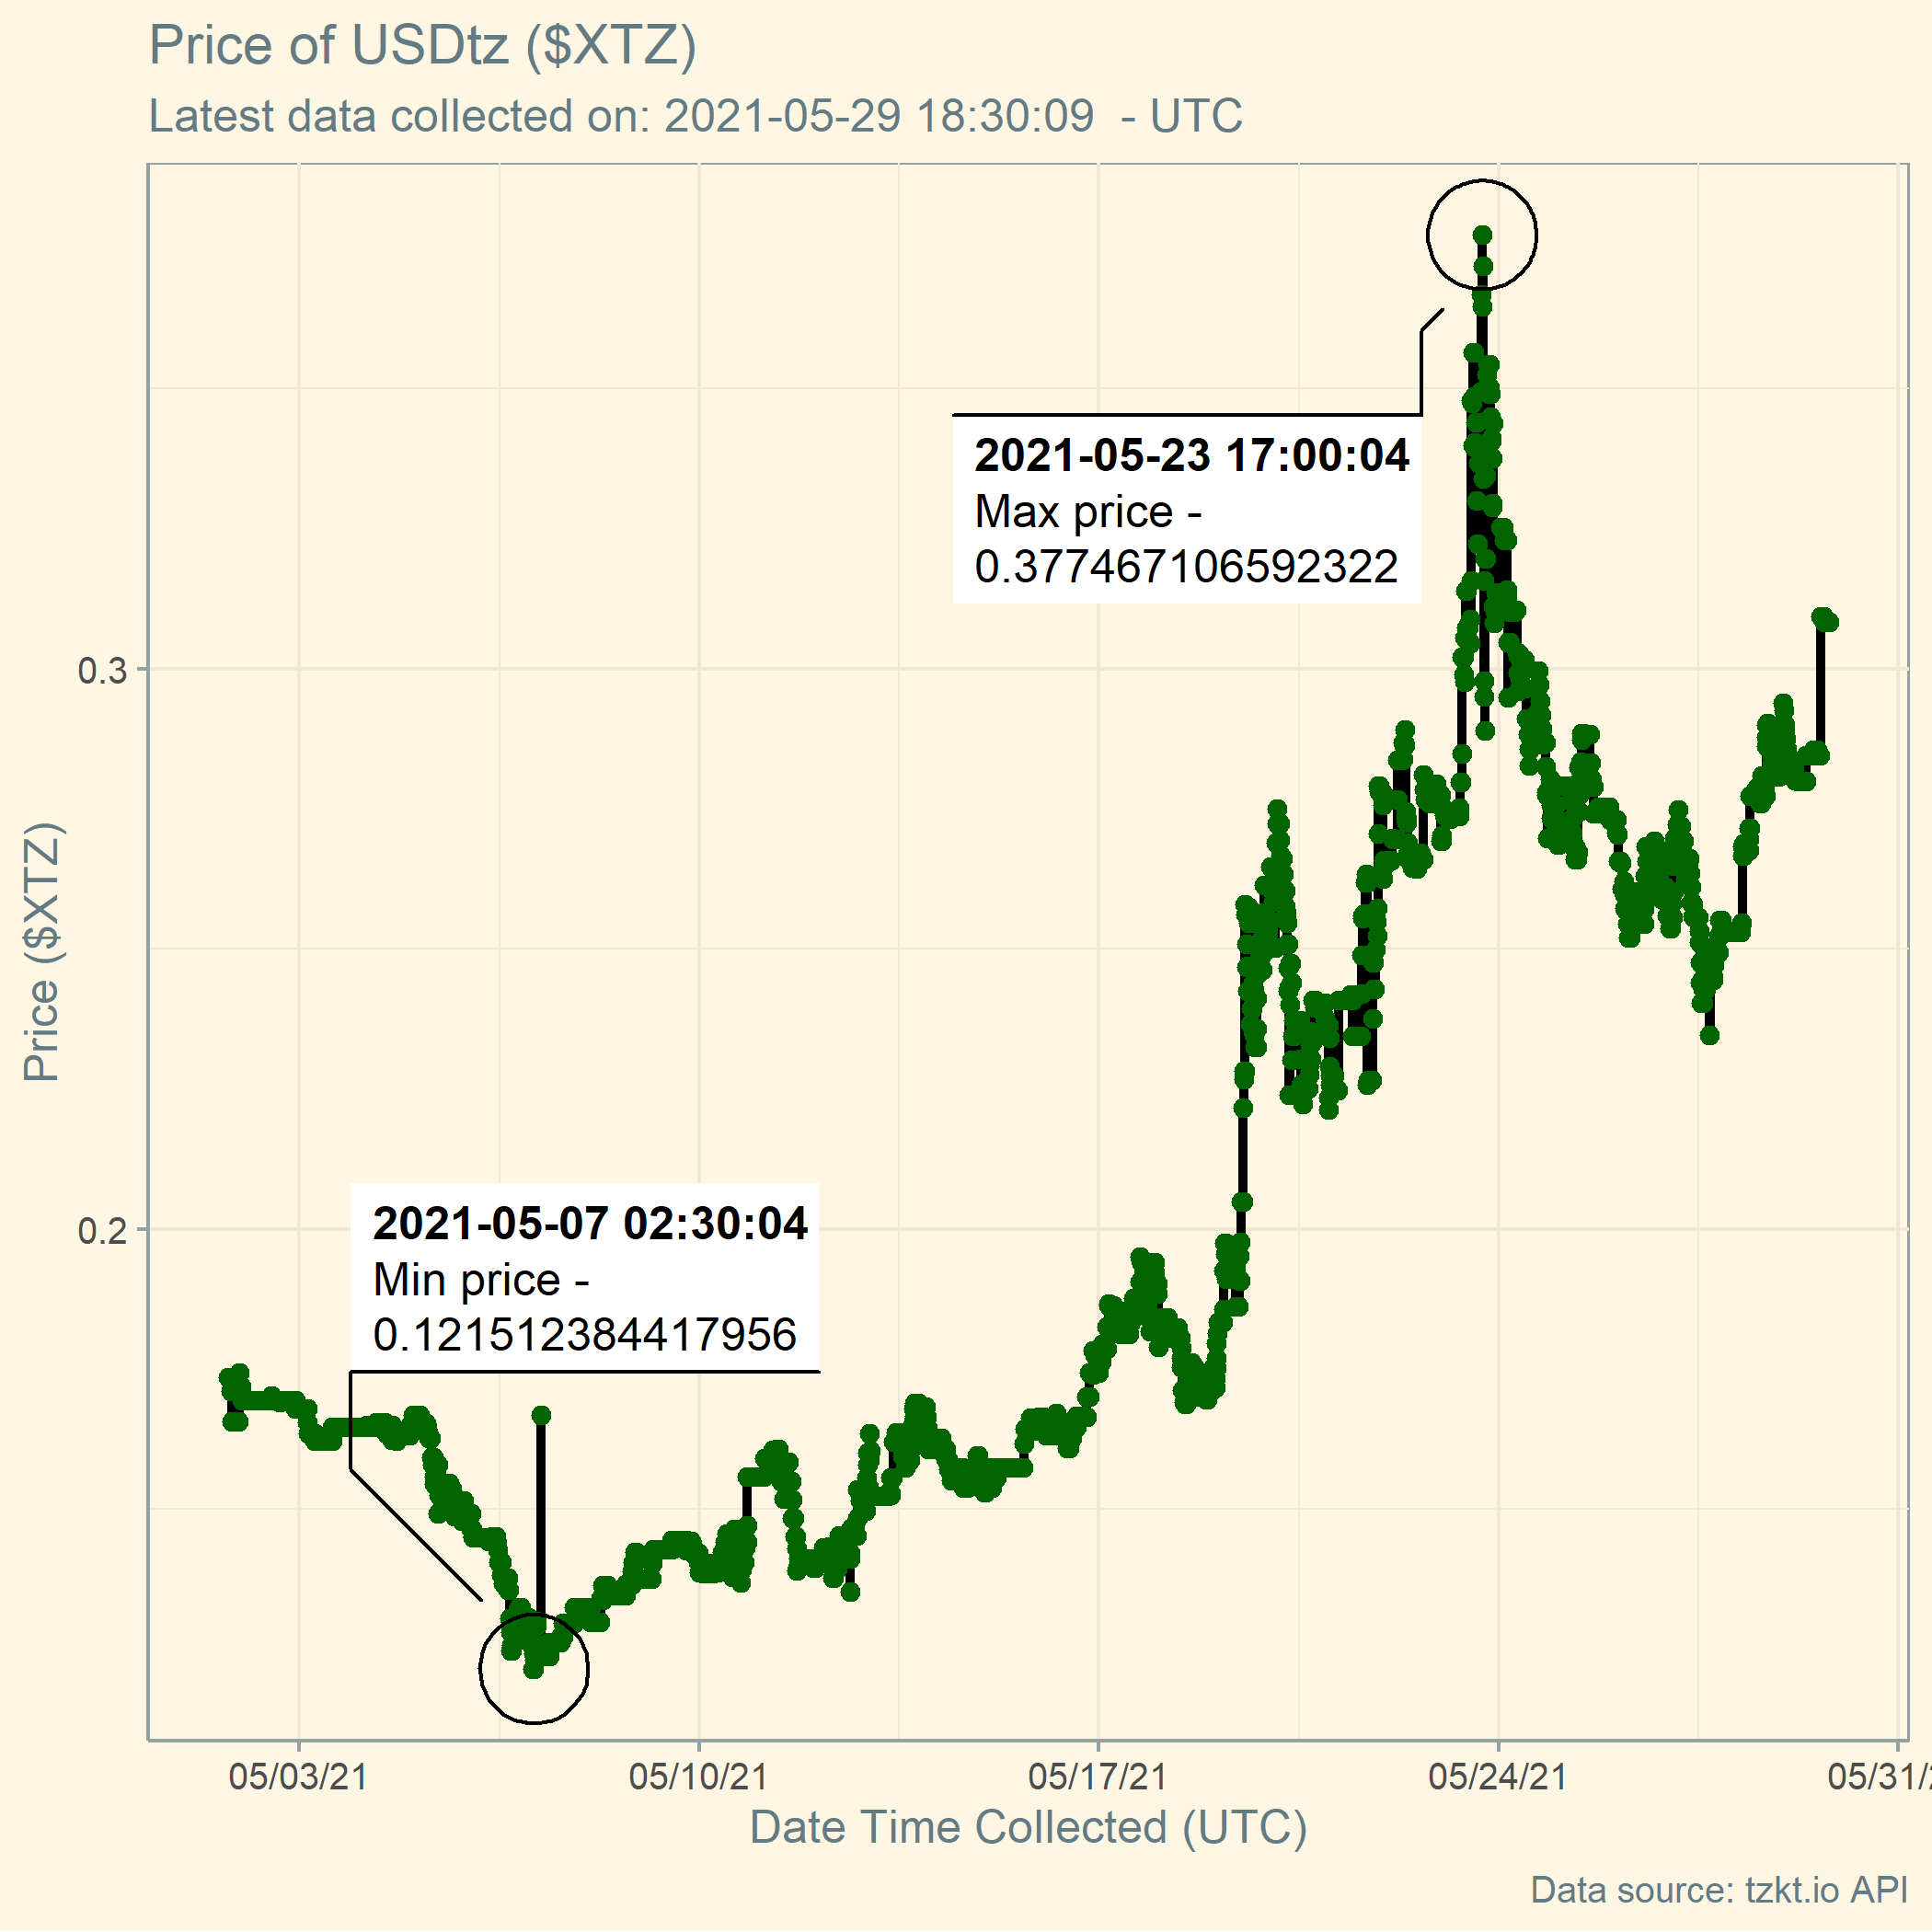 Price of USDtz ($XTZ)
Latest data collected on: 2021-05-29 18:30:09  - UTC
2021-05-23 17:00:04
Max price -
0.377467106592322
0.3
Price ($XTZ)
0.2
2021-05-07 02:30:04
Min price -
0.121512384417956
05/03/21
05/10/21
05/17/21
05/24/21
05/31/2
Date Time Collected (UTC)
Data source: tzkt.io API